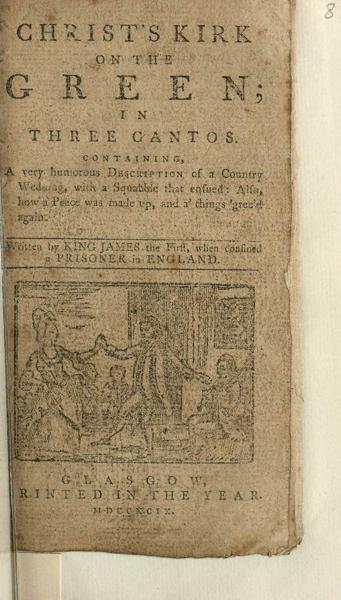 8
CHRIST'S KIRK
ON THE
GREEN;
IN
THREE CANTOS.
CONTAINING,
A very humorous DESCRIPTION of a Country
Wedding, with a Squabble that ensued: Also,
how a Peace was made up, and a' things 'gree'd
again.
Written by KING JAMES the First, when confined
a PRISONER in ENGLAND.
GLASGOW,
RINTED IN THE YEAR.
MDCCXCIX.